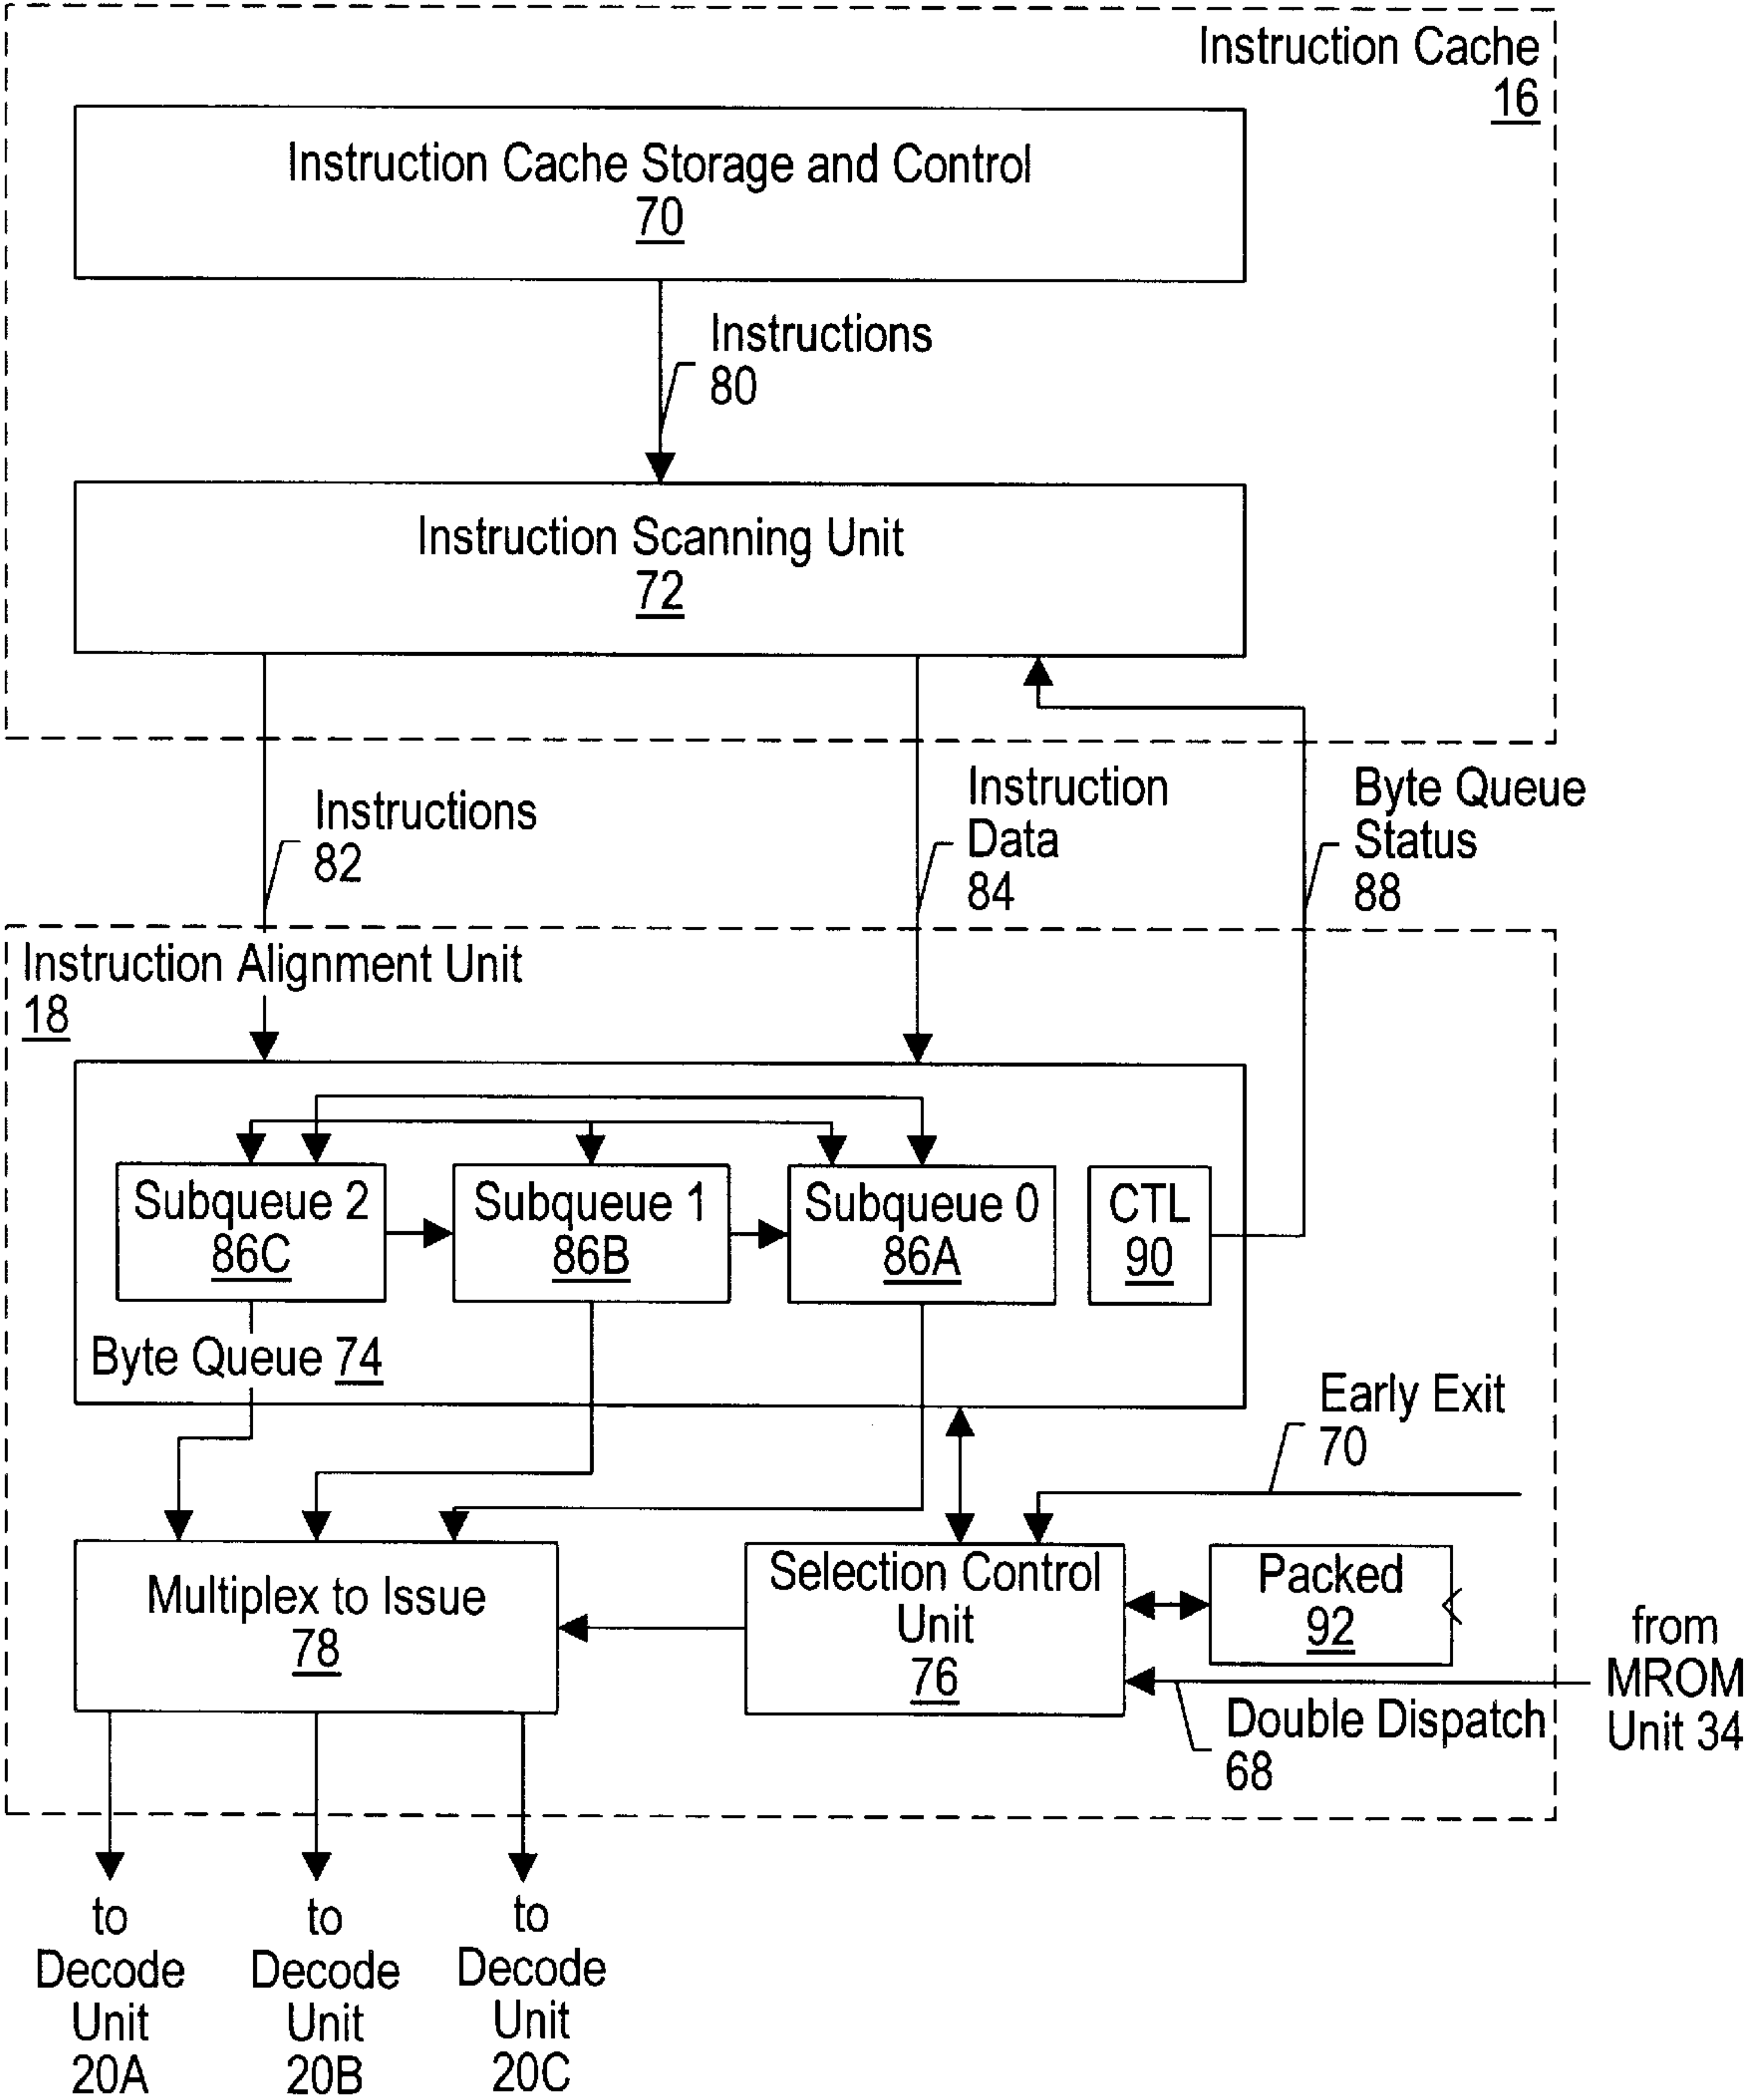 Instruction Cache
16
Instruction Cache Storage and Control
70
Instructions
80
Instruction Scanning Unit
72
Instructions
82
Instruction
Data
84
Byte Queue
Status
88
Instruction Alignment Unit
18
Subqueue 2
86C
Subqueue 1
86B
Subqueue 0
86A
CTL
90
Byte Queue 74
Early Exit
70
Multiplex to Issue
78
Selection Control
Unit
76
Packed
92
from
MROM
Unit 34
Double Dispatch
68
to
Decode
Unit
20A
to
Decode
Unit
20B
to
Decode
Unit
20C